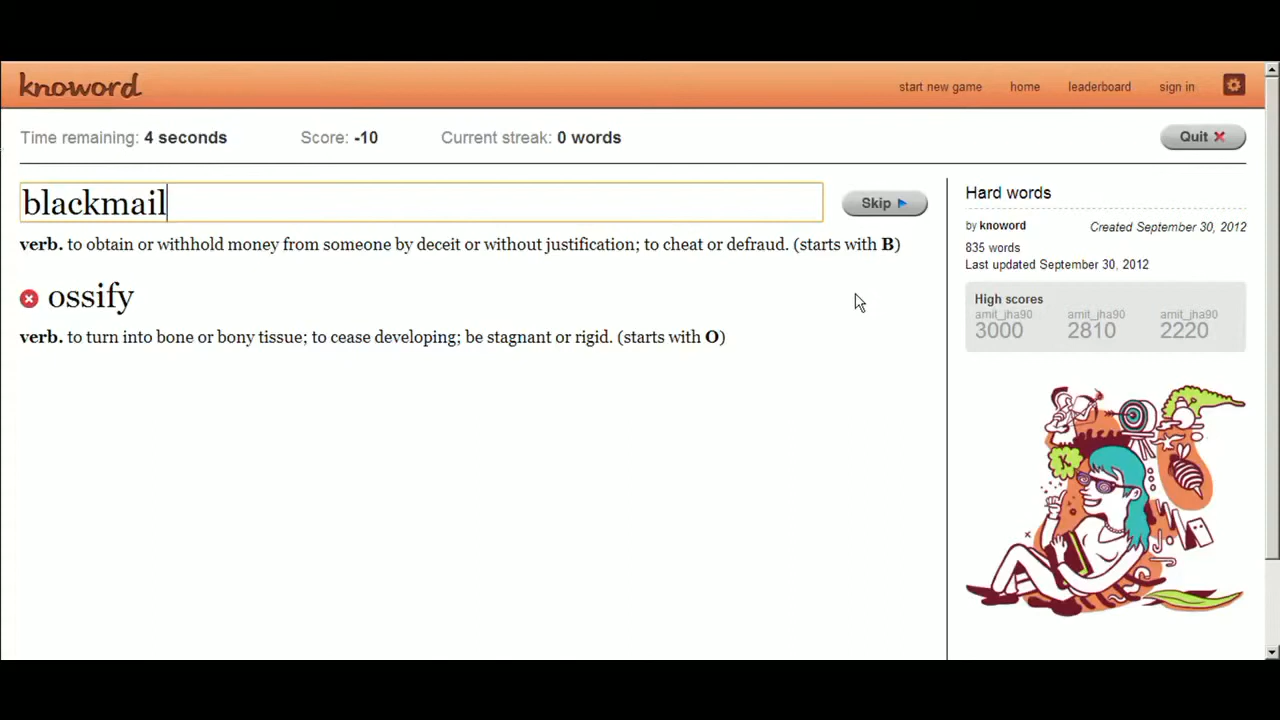 knoword
start new game home leaderboard sign in
Time remaining: 4 seconds Score: -10 Current streak: 0 words
Quit
blackmail
Skip
verb. to obtain or withhold money from someone by deceit or without justification; to cheat or defraud. (starts with B)
ossify
verb. to turn into bone or bony tissue; to cease developing; be stagnant or rigid. (starts with O)
Hard words
by knoword Created September 30, 2012
835 words
Last updated September 30, 2012
High scores
amit_jha90 amit_jha90 amit_jha90
3000 2810 2220
K